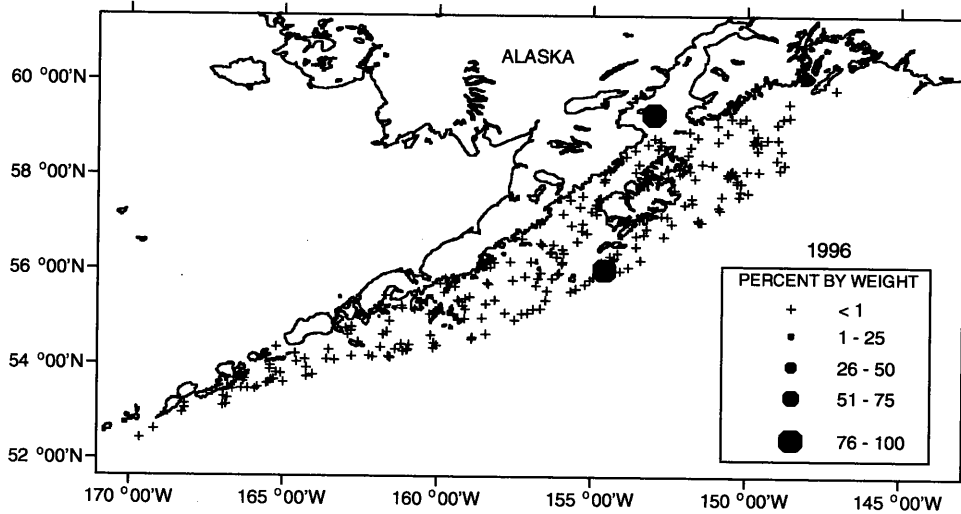 ALASKA
60 °00'N
58 °00'N
56 °00'N
54 °00'N
52 °00'N
170 °00'W
165 °00'W
160 °00'W
155 °00'W
150 °00'W
145 °00'W
1996
PERCENT BY WEIGHT
< 1
1 - 25
26 - 50
51 - 75
76 - 100